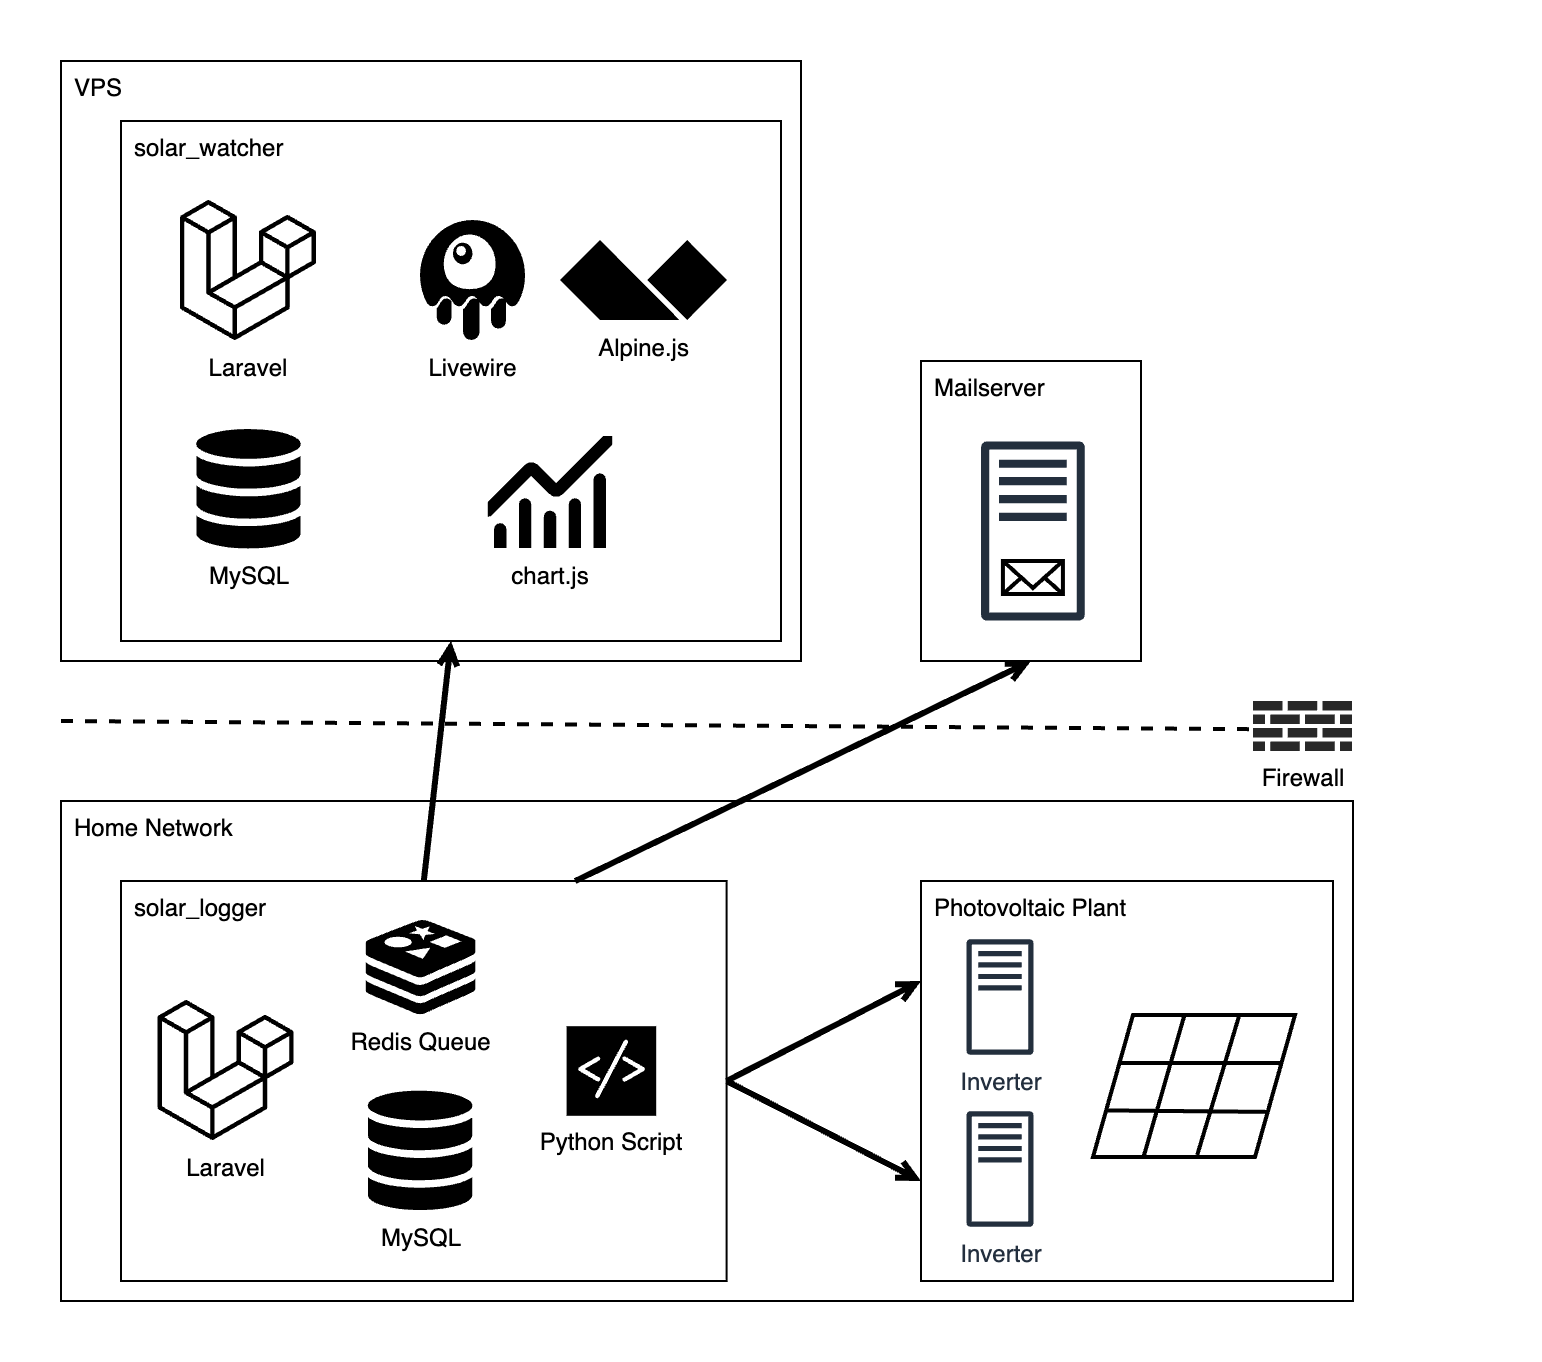 VPS
solar_watcher
Laravel
Livewire
Alpine.js
MySQL
chart.js
Mailserver
Firewall
Home Network
solar_logger
Redis Queue
Laravel
MySQL
Python Script
Photovoltaic Plant
Inverter
Inverter